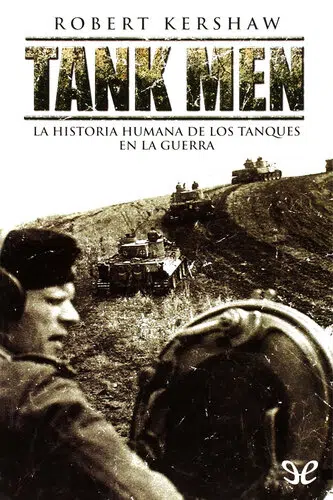 ROBERT KERSHAW
TANK MEN
LA HISTORIA HUMANA DE LOS TANQUES
EN LA GUERRA